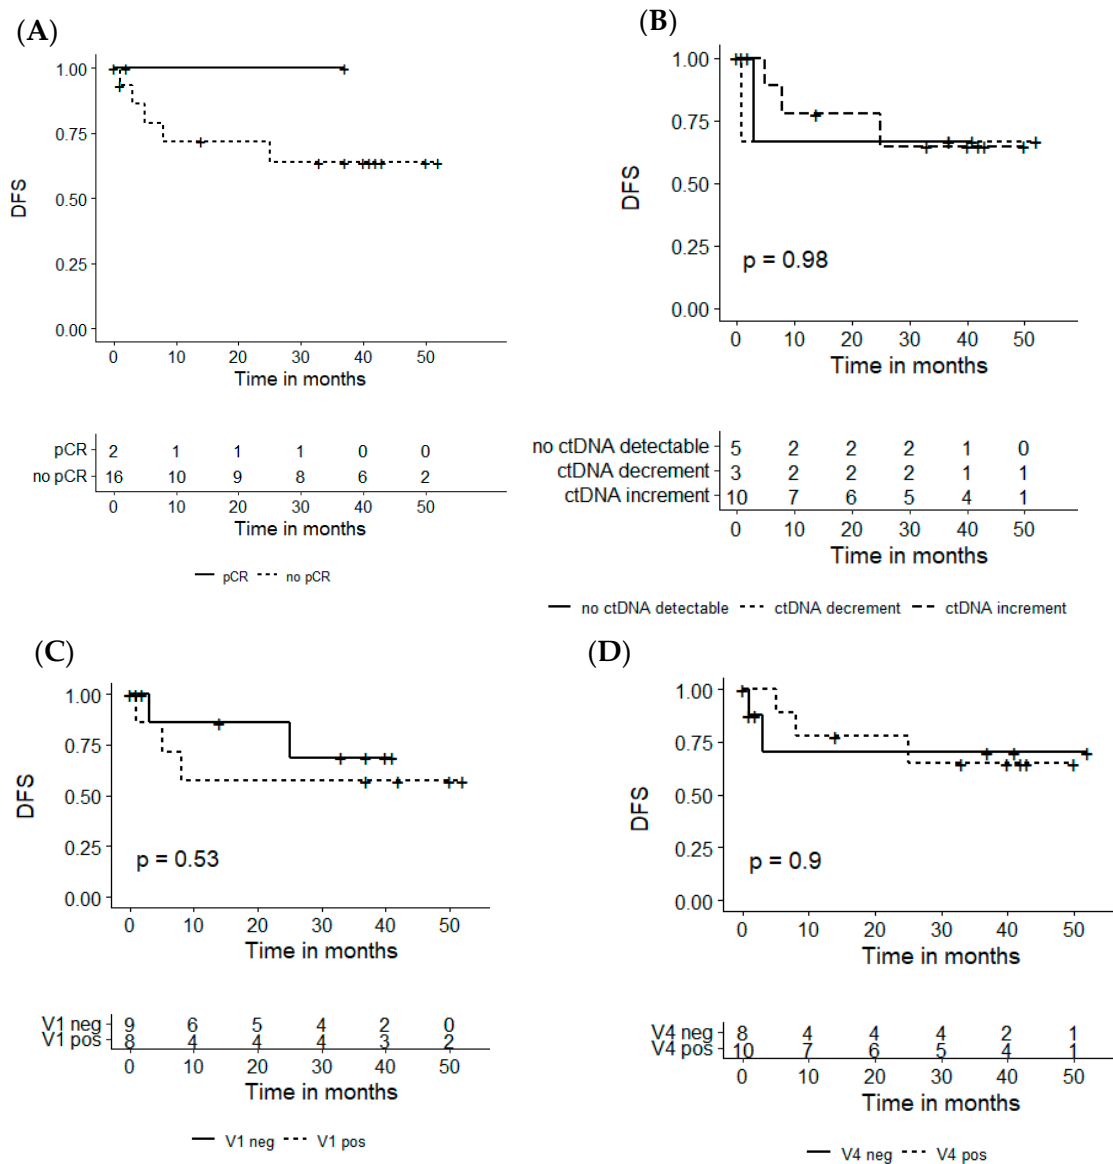 (A)
1.00
0.75
0.50
0.25
0.00
DFS
0 10 20 30 40 50
Time in months
pCR 2 1 1 1 0 0
no pCR 16 10 9 8 6 2
0 10 20 30 40 50
Time in months
pCR no pCR
(B)
1.00
0.75
0.50
0.25
0.00
DFS
p = 0.98
0 10 20 30 40 50
Time in months
no ctDNA detectable 5 2 2 2 1 0
ctDNA decrement 3 2 2 2 1 1
ctDNA increment 10 7 6 5 4 1
0 10 20 30 40 50
Time in months
no ctDNA detectable ctDNA decrement ctDNA increment
(C)
1.00
0.75
0.50
0.25
0.00
DFS
p = 0.53
0 10 20 30 40 50
Time in months
V1 neg 9 6 5 4 2 0
V1 pos 8 4 4 4 3 2
0 10 20 30 40 50
Time in months
V1 neg V1 pos
(D)
1.00
0.75
0.50
0.25
0.00
DFS
p = 0.9
0 10 20 30 40 50
Time in months
V4 neg 8 4 4 4 2 1
V4 pos 10 7 6 5 4 1
0 10 20 30 40 50
Time in months
V4 neg V4 pos